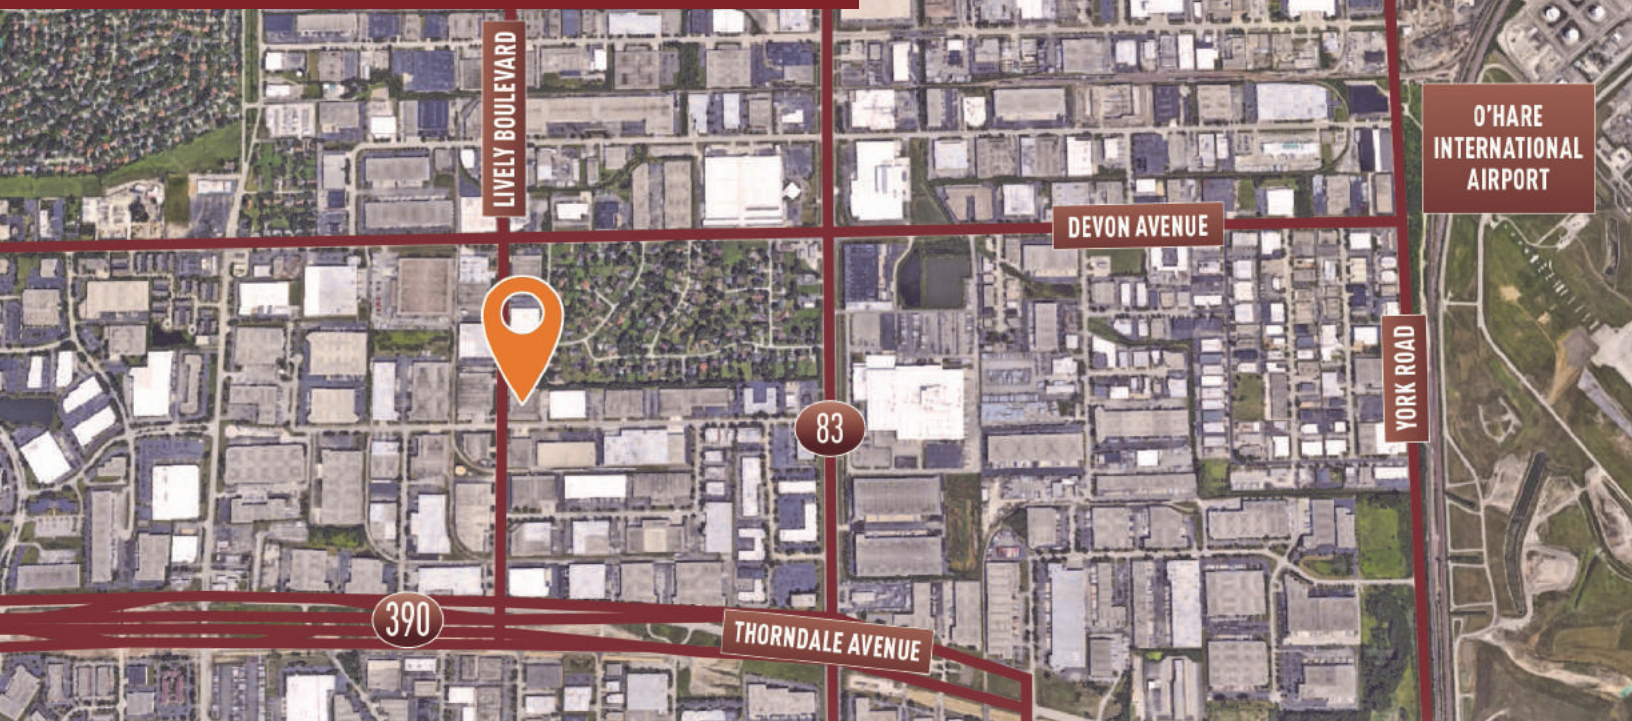 LIVELY BOULEVARD
O'HARE
INTERNATIONAL
AIRPORT
DEVON AVENUE
YORK ROAD
83
390
THORNDALE AVENUE